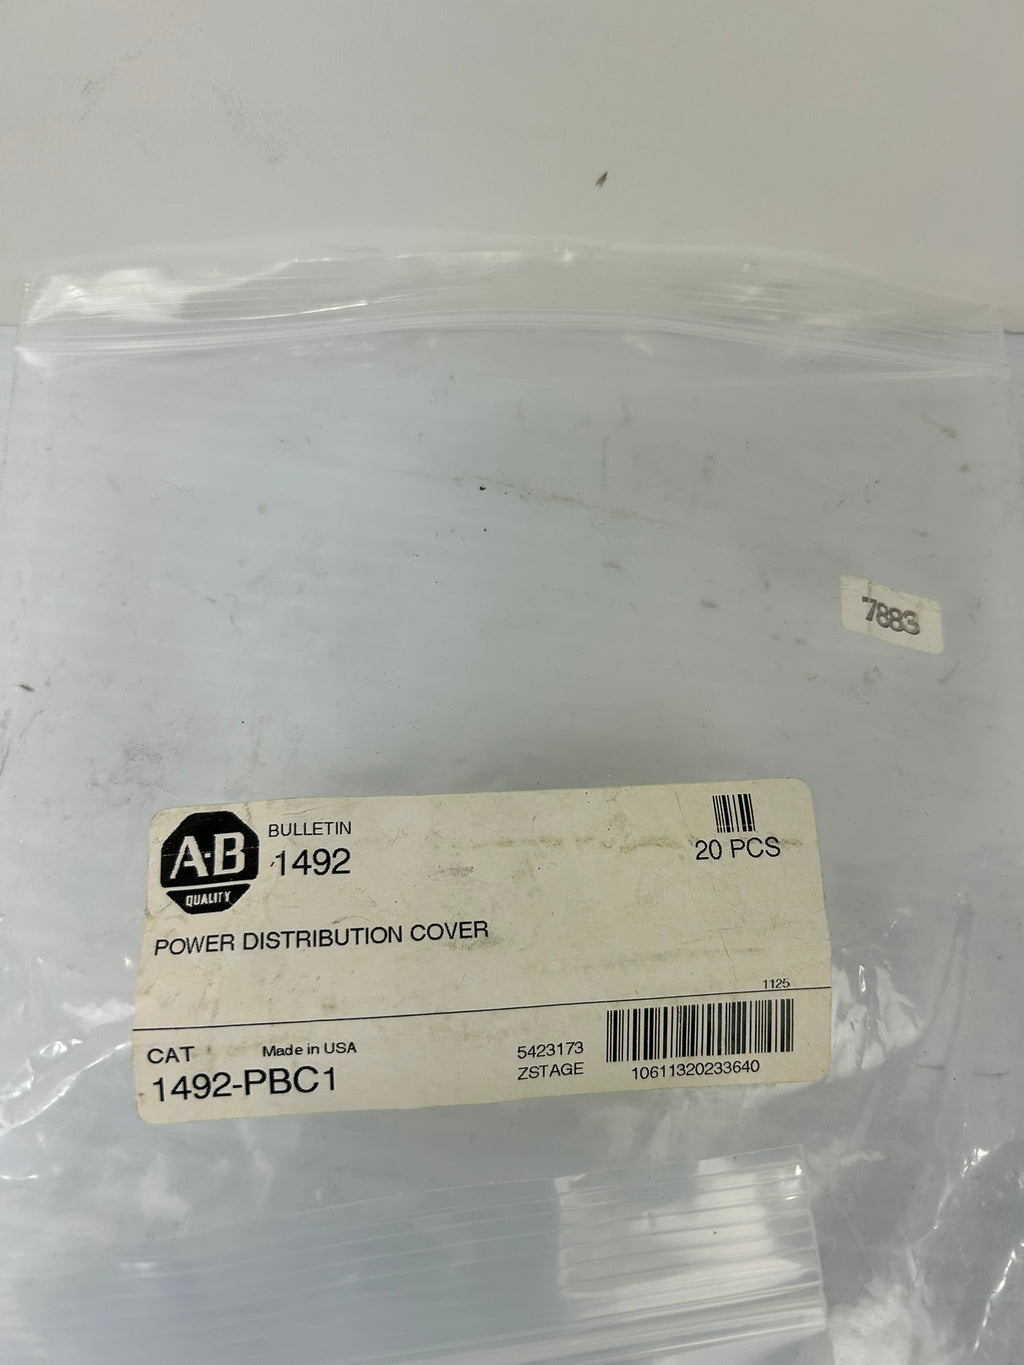 7883
A-B
QUALITY
BULLETIN
1492
20 PCS
POWER DISTRIBUTION COVER
1125
CAT
Made in USA
1492-PBC1
5423173
ZSTAGE
10611320233640